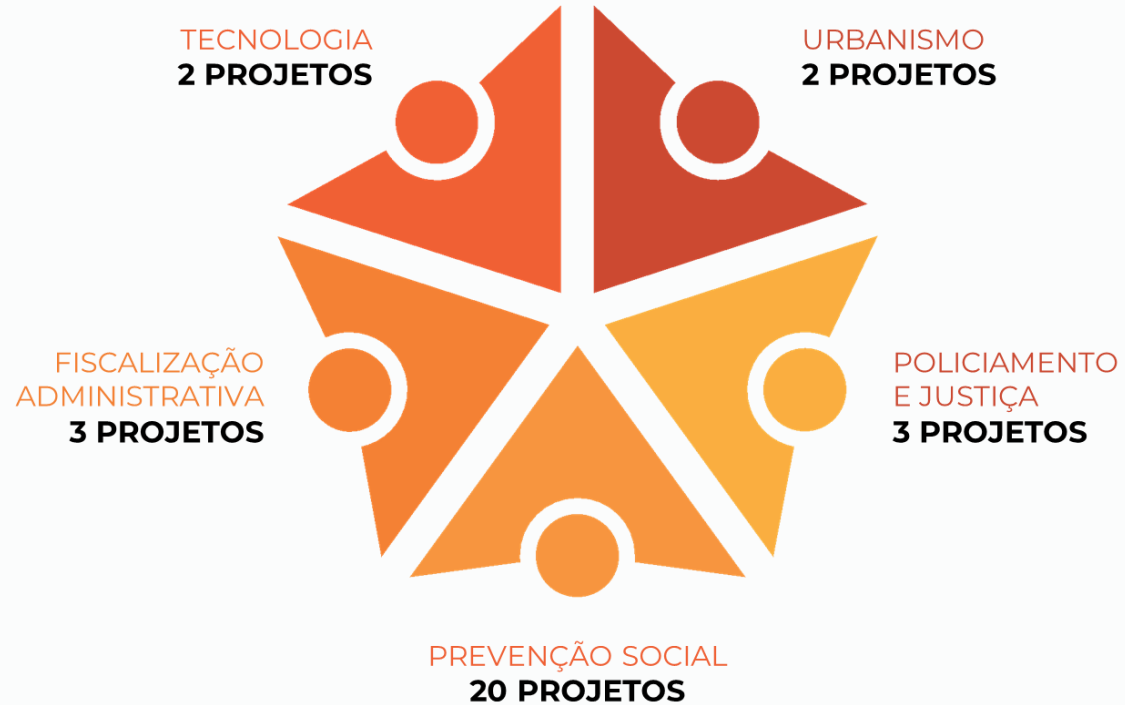 TECNOLOGIA
2 PROJETOS
URBANISMO
2 PROJETOS
FISCALIZAÇÃO
ADMINISTRATIVA
3 PROJETOS
POLICIAMENTO
E JUSTIÇA
3 PROJETOS
PREVENÇÃO SOCIAL
20 PROJETOS